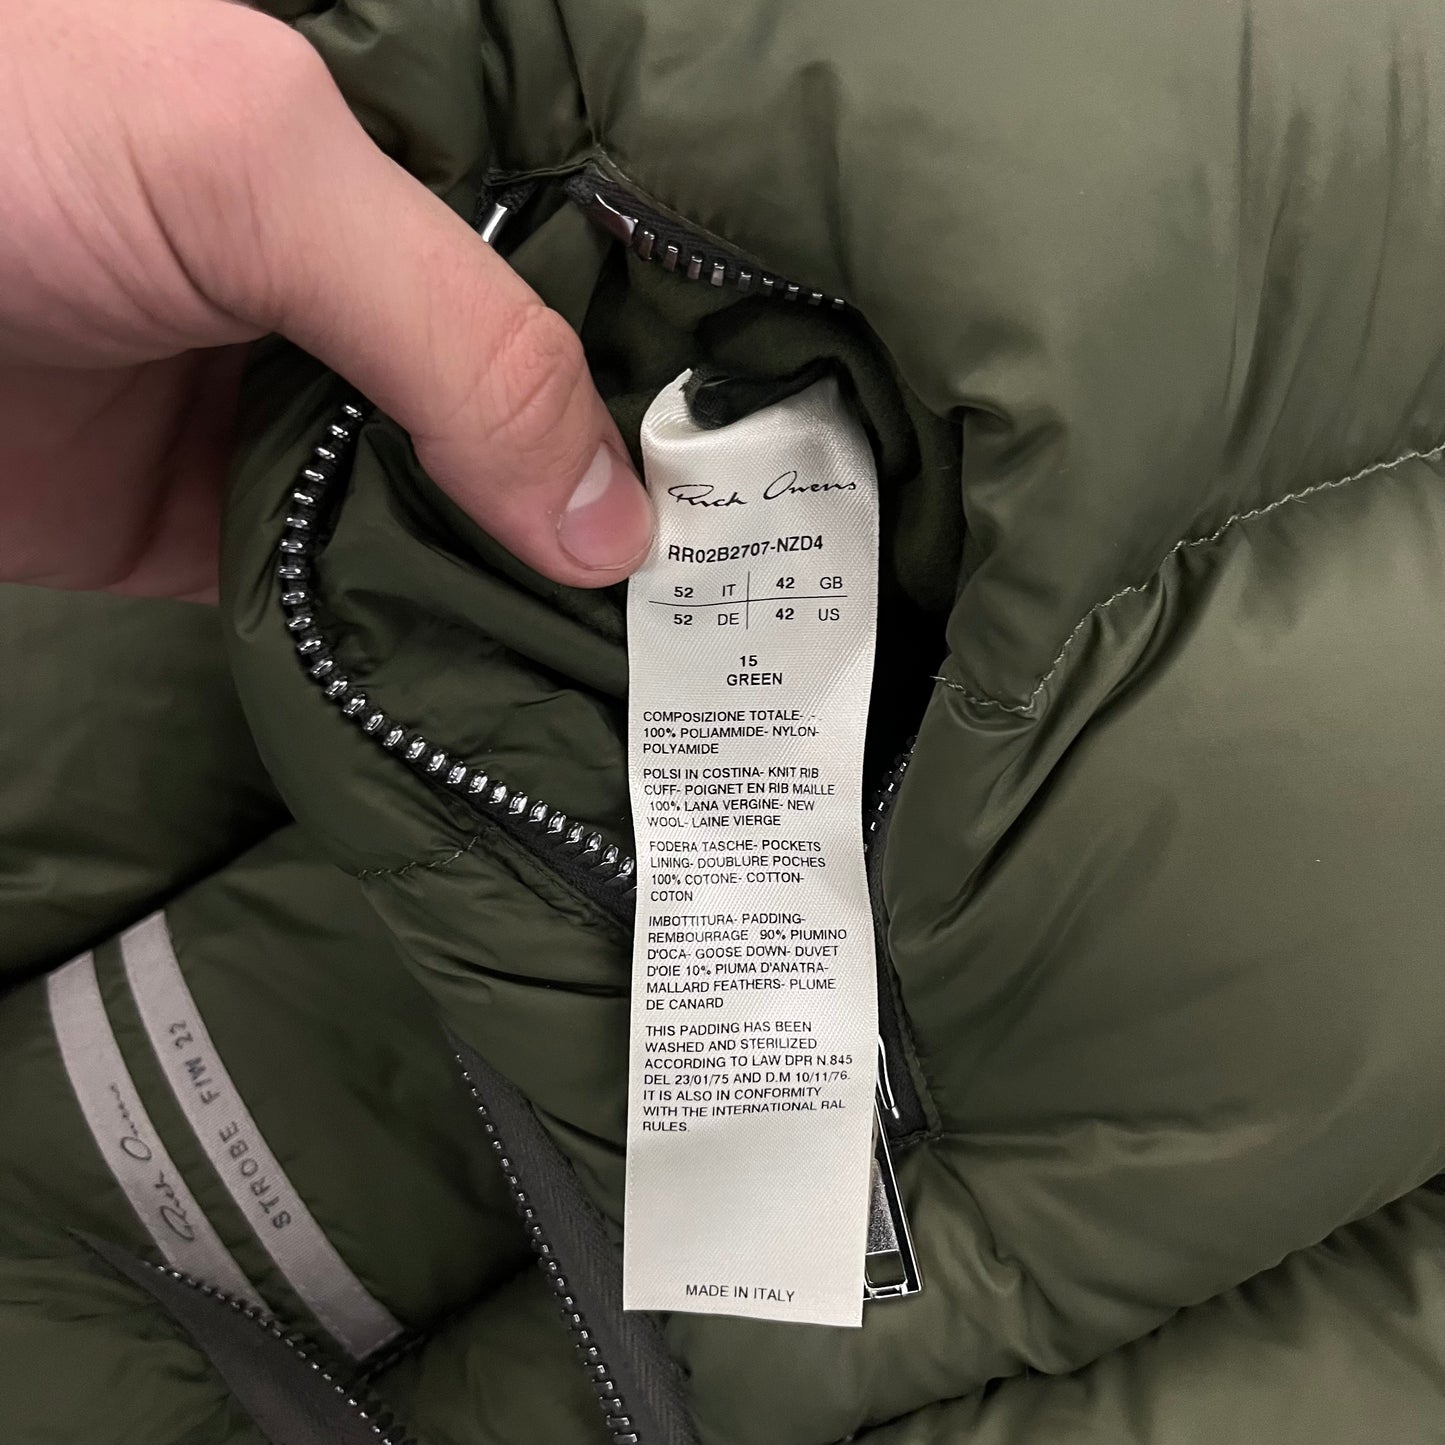 Rick Owens
RR02B2707-NZD4
52 IT 42 GB
52 DE 42 US
15
GREEN
COMPOSIZIONE TOTALE- -
100% POLIAMMIDE- NYLON-
POLYAMIDE
POLSI IN COSTINA- KNIT RIB
CUFF- POIGNET EN RIB MAILLE
100% LANA VERGINE- NEW
WOOL- LAINE VIERGE
FODERA TASCHE- POCKETS
LINING- DOUBLURE POCHES
100% COTONE- COTTON-
COTON
IMBOTTITURA- PADDING-
REMBOURRAGE 90% PIUMINO
D'OCA- GOOSE DOWN- DUVET
D'OIE 10% PIUMA D'ANATRA-
MALLARD FEATHERS- PLUME
DE CANARD
THIS PADDING HAS BEEN
WASHED AND STERILIZED
ACCORDING TO LAW DPR N.845
DEL 23/01/75 AND D.M 10/11/76.
IT IS ALSO IN CONFORMITY
WITH THE INTERNATIONAL RAL
RULES.
MADE IN ITALY
Rick Owens
STROBE F/W 22